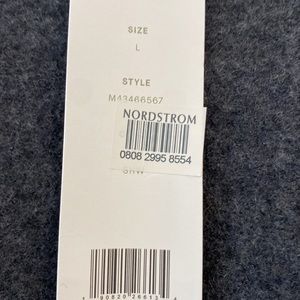 SIZE
L
STYLE
M43466567
NORDSTROM
0808 2995 8554